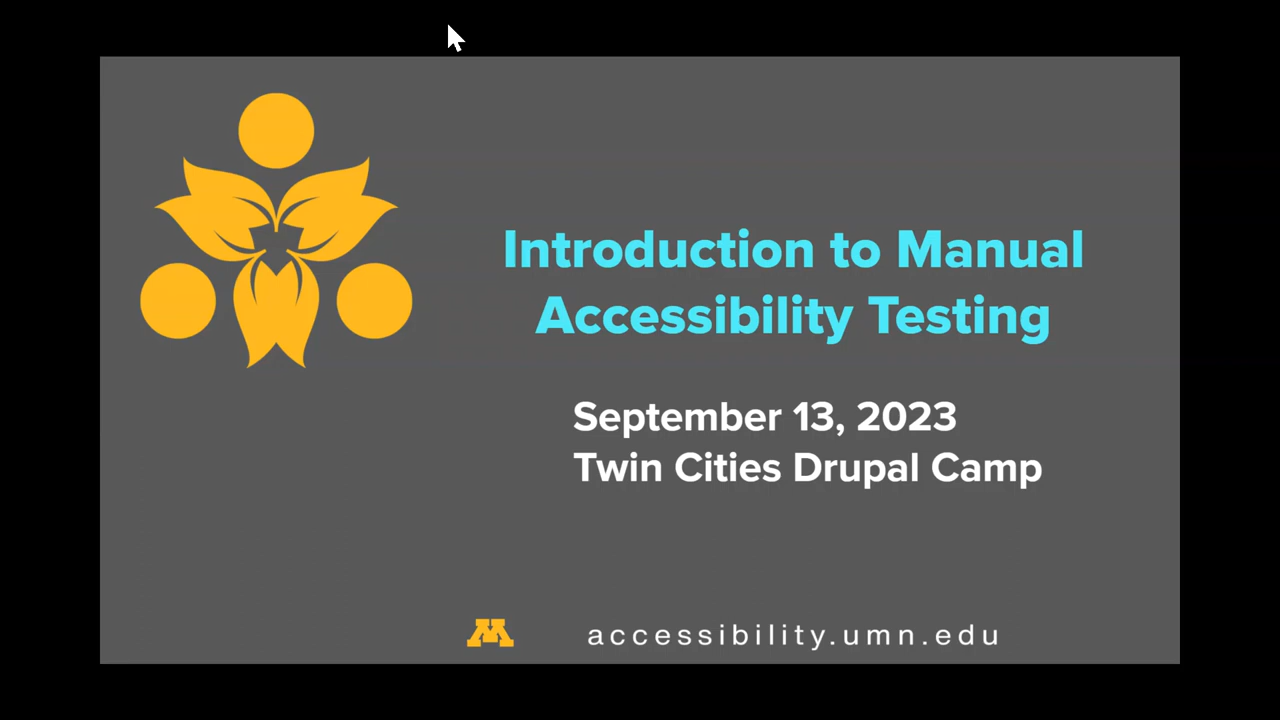 Introduction to Manual
Accessibility Testing
September 13, 2023
Twin Cities Drupal Camp
M
accessibility.umn.edu